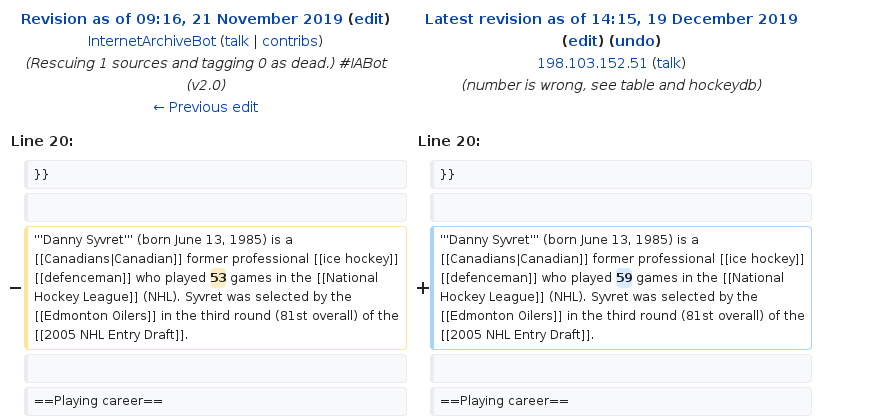 Revision as of 09:16, 21 November 2019 (edit)
InternetArchiveBot (talk | contribs)
(Rescuing 1 sources and tagging 0 as dead.) #IABot
(v2.0)
← Previous edit
Latest revision as of 14:15, 19 December 2019
(edit) (undo)
198.103.152.51 (talk)
(number is wrong, see table and hockeydb)
Line 20:
Line 20:
}}
}}
'''Danny Syvret''' (born June 13, 1985) is a
[[Canadians|Canadian]] former professional [[ice hockey]]
− [[defenceman]] who played 53 games in the [[National
Hockey League]] (NHL). Syvret was selected by the
[[Edmonton Oilers]] in the third round (81st overall) of the
[[2005 NHL Entry Draft]].
'''Danny Syvret''' (born June 13, 1985) is a
[[Canadians|Canadian]] former professional [[ice hockey]]
+ [[defenceman]] who played 59 games in the [[National
Hockey League]] (NHL). Syvret was selected by the
[[Edmonton Oilers]] in the third round (81st overall) of the
[[2005 NHL Entry Draft]].
==Playing career==
==Playing career==